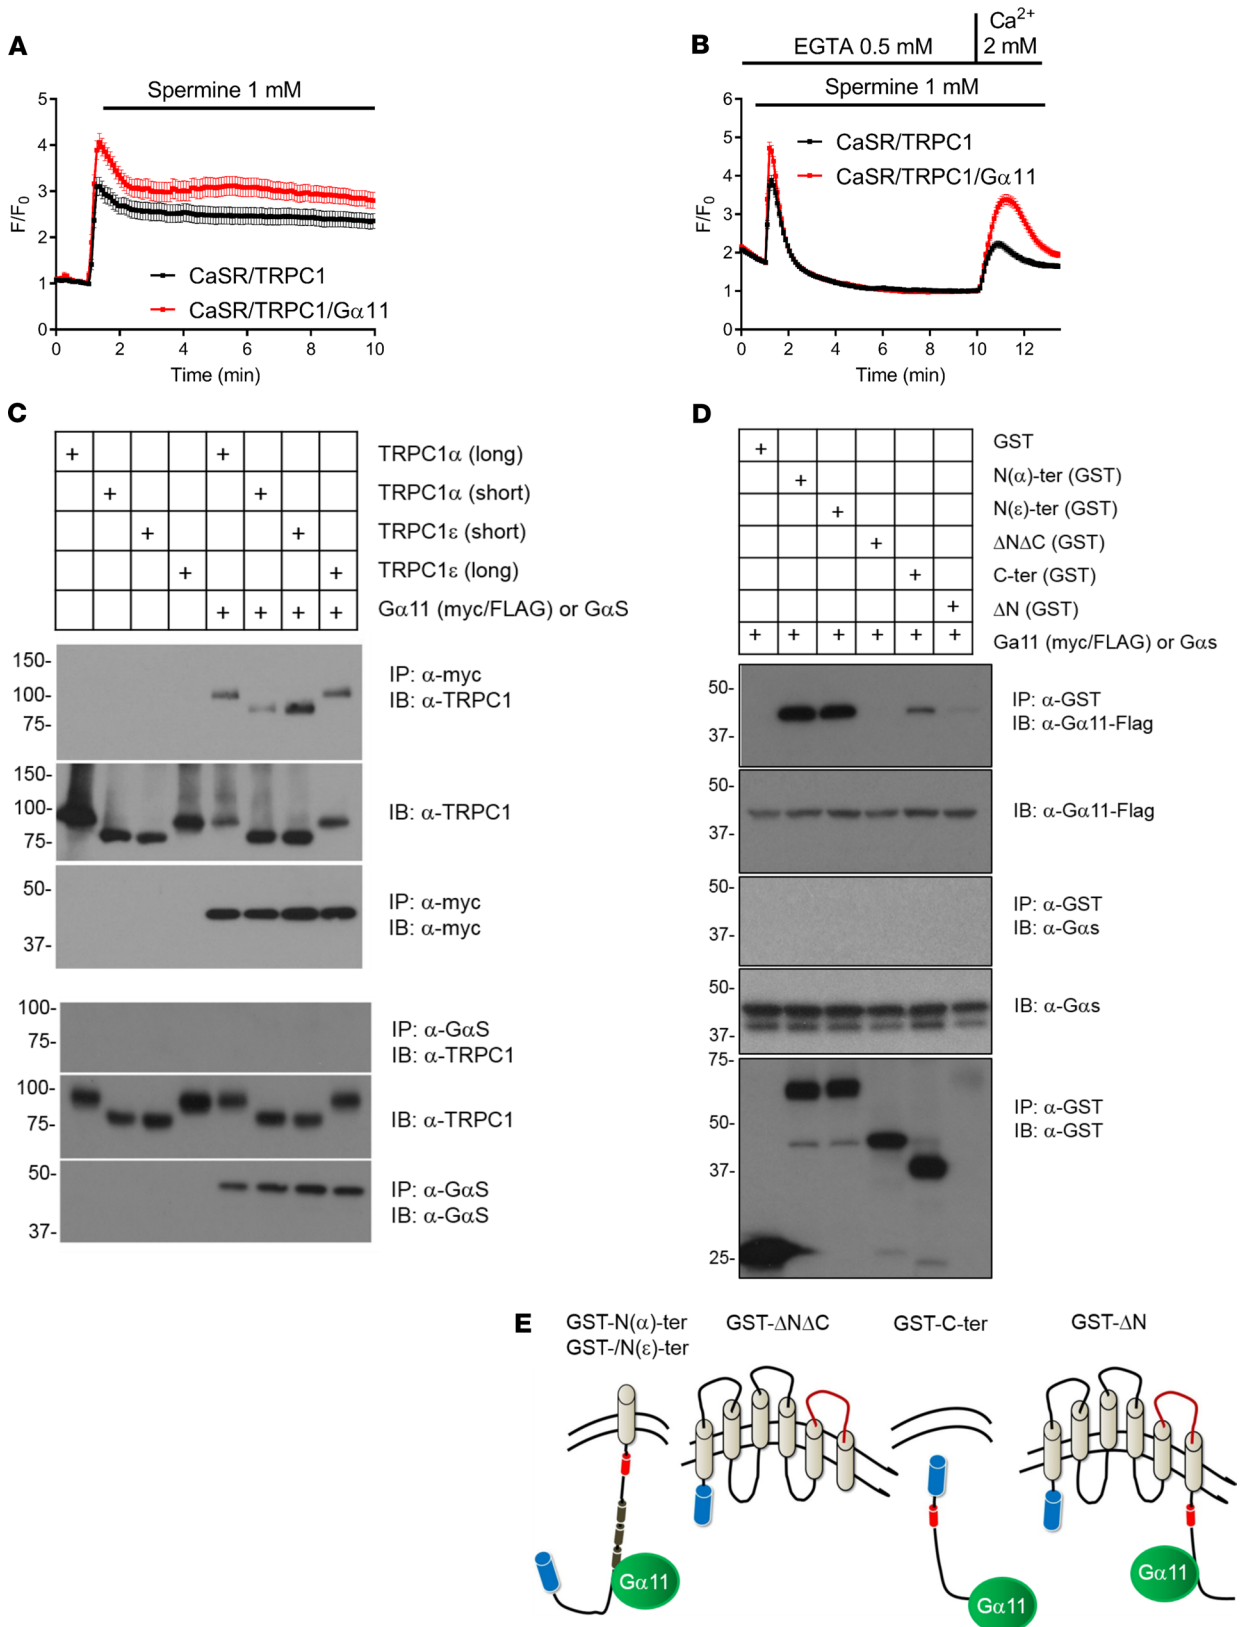 A
Spermine 1 mM
5
4
3
2
1
0
F/F0
CaSR/TRPC1
CaSR/TRPC1/Gα11
0 2 4 6 8 10
Time (min)
B
EGTA 0.5 mM
Ca2+
2 mM
Spermine 1 mM
6
5
4
3
2
1
0
F/F0
CaSR/TRPC1
CaSR/TRPC1/Gα11
0 2 4 6 8 10 12
Time (min)
C
+ + TRPC1α (long)
+ + TRPC1α (short)
+ + TRPC1ε (short)
+ + TRPC1ε (long)
+ + + + Gα11 (myc/FLAG) or GαS
150-
100-
75-
IP: α-myc
IB: α-TRPC1
150-
100-
75-
IB: α-TRPC1
50-
37-
IP: α-myc
IB: α-myc
100-
75-
IP: α-GαS
IB: α-TRPC1
100-
75-
IB: α-TRPC1
50-
37-
IP: α-GαS
IB: α-GαS
D
+ GST
+ N(α)-ter (GST)
+ N(ε)-ter (GST)
+ ΔNΔC (GST)
+ C-ter (GST)
+ ΔN (GST)
+ + + + + + Ga11 (myc/FLAG) or Gαs
50-
37-
IP: α-GST
IB: α-Gα11-Flag
50-
37-
IB: α-Gα11-Flag
50-
37-
IP: α-GST
IB: α-Gαs
50-
37-
IB: α-Gαs
75-
50-
37-
25-
IP: α-GST
IB: α-GST
E
GST-N(α)-ter
GST-/N(ε)-ter
GST-ΔNΔC
GST-C-ter
GST-ΔN
Gα11
Gα11
Gα11